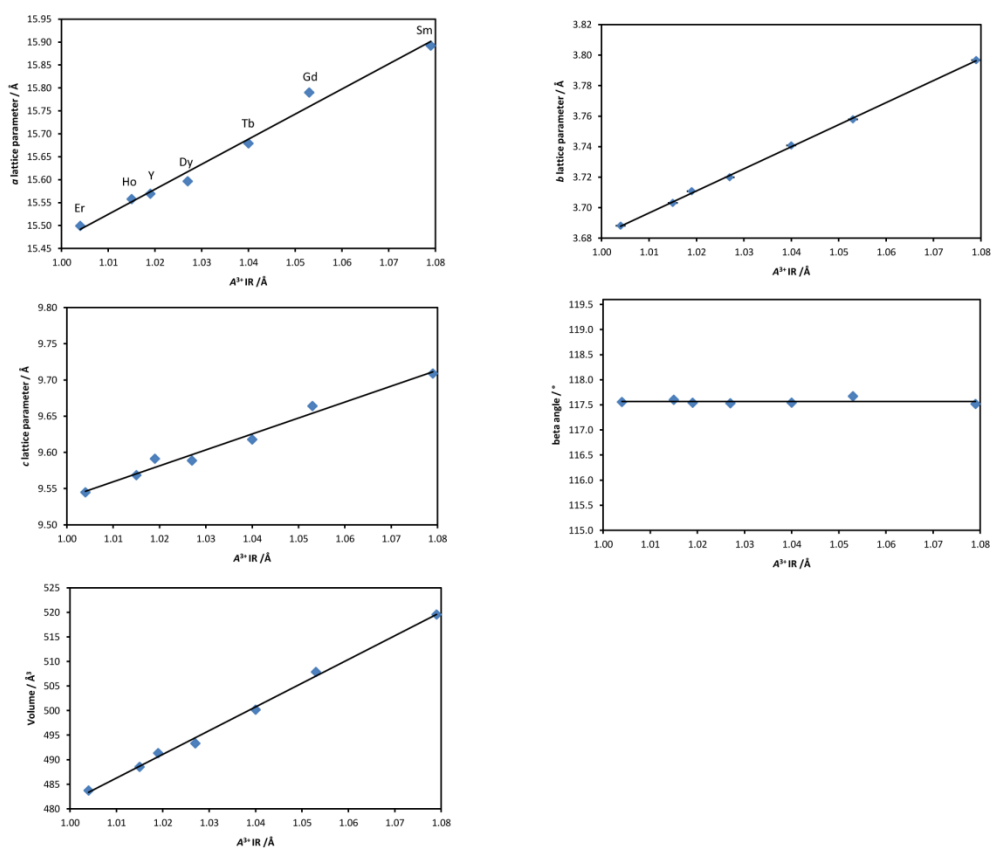 15.95
15.90
15.85
15.80
15.75
15.70
15.65
15.60
15.55
15.50
15.45
a lattice parameter / Å
Er
Ho
Y
Dy
Tb
Gd
Sm
1.00 1.01 1.02 1.03 1.04 1.05 1.06 1.07 1.08
A³⁺ IR /Å
3.82
3.80
3.78
3.76
3.74
3.72
3.70
3.68
b lattice parameter / Å
1.00 1.01 1.02 1.03 1.04 1.05 1.06 1.07 1.08
A³⁺ IR /Å
9.80
9.75
9.70
9.65
9.60
9.55
9.50
c lattice parameter / Å
1.00 1.01 1.02 1.03 1.04 1.05 1.06 1.07 1.08
A³⁺ IR /Å
119.5
119.0
118.5
118.0
117.5
117.0
116.5
116.0
115.5
115.0
beta angle / °
1.00 1.01 1.02 1.03 1.04 1.05 1.06 1.07 1.08
A³⁺ IR /Å
525
520
515
510
505
500
495
490
485
480
Volume / Å³
1.00 1.01 1.02 1.03 1.04 1.05 1.06 1.07 1.08
A³⁺ IR /Å